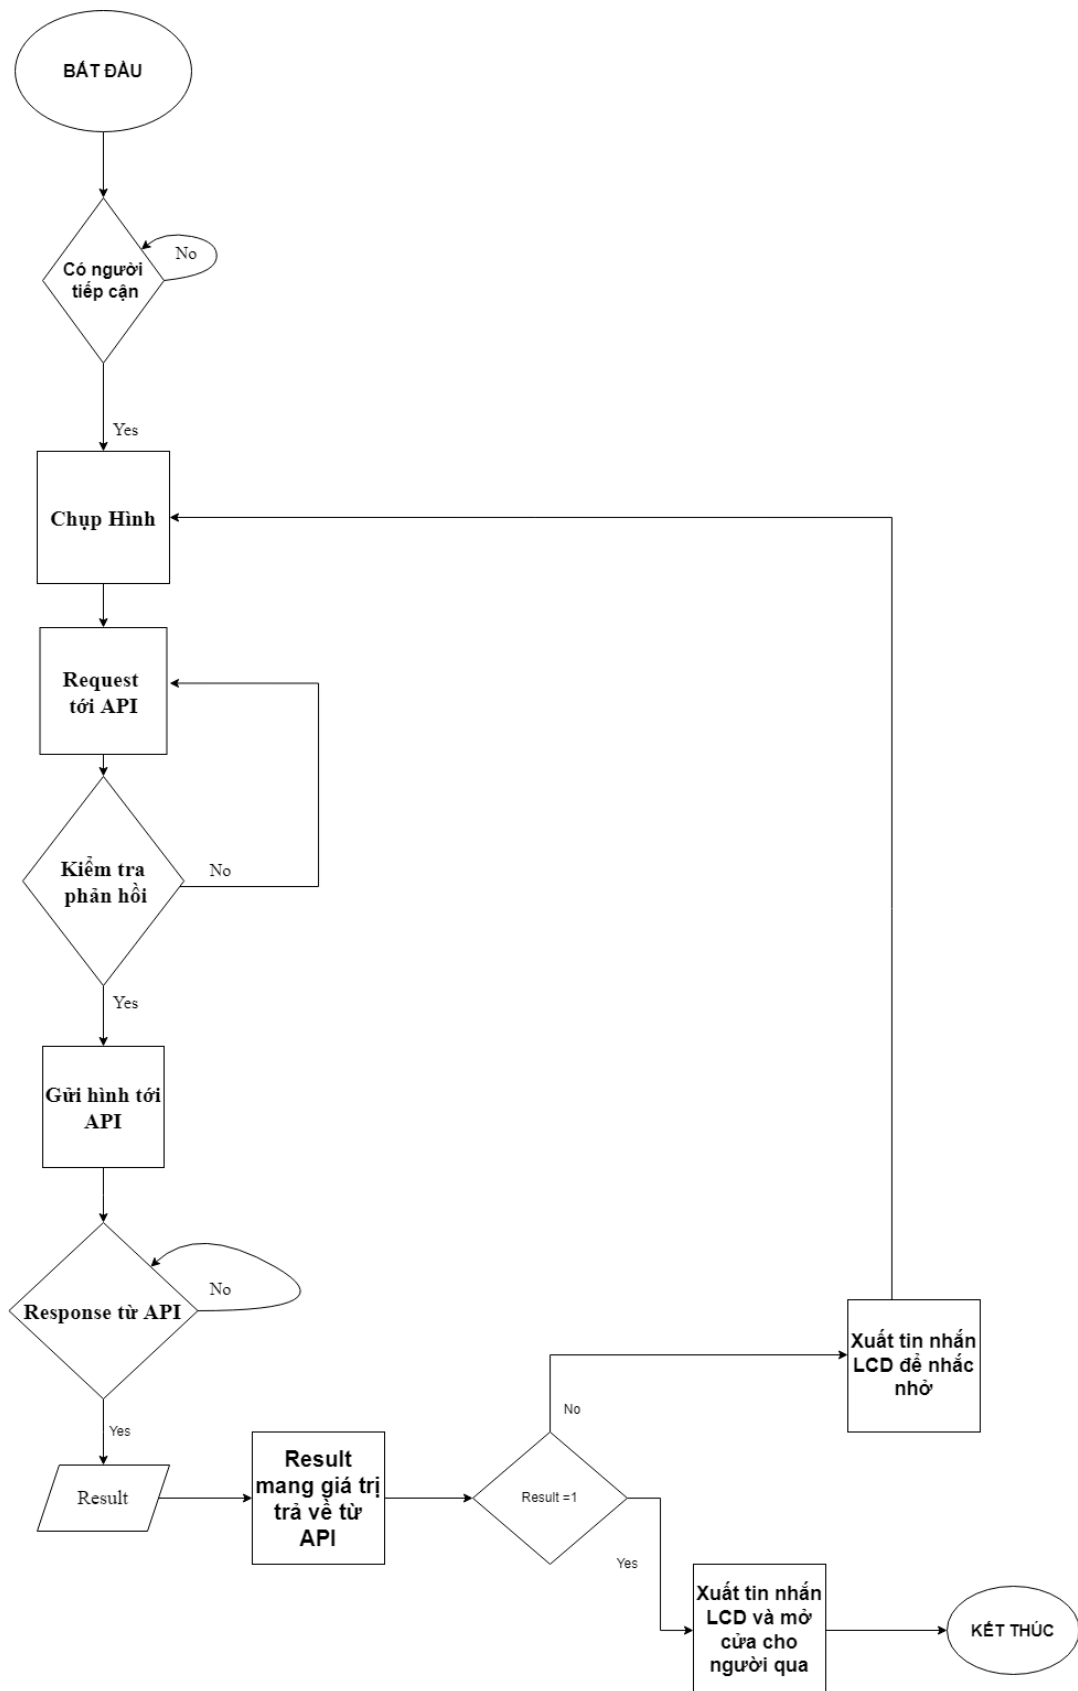 BẮT ĐẦU
Có người
tiếp cận
No
Yes
Chụp Hình
Request
tới API
Kiểm tra
phản hồi
No
Yes
Gửi hình tới
API
Response từ API
No
Yes
Result
Result
mang giá trị
trả về từ
API
Result =1
No
Xuất tin nhắn
LCD để nhắc
nhở
Yes
Xuất tin nhắn
LCD và mở
cửa cho
người qua
KẾT THÚC